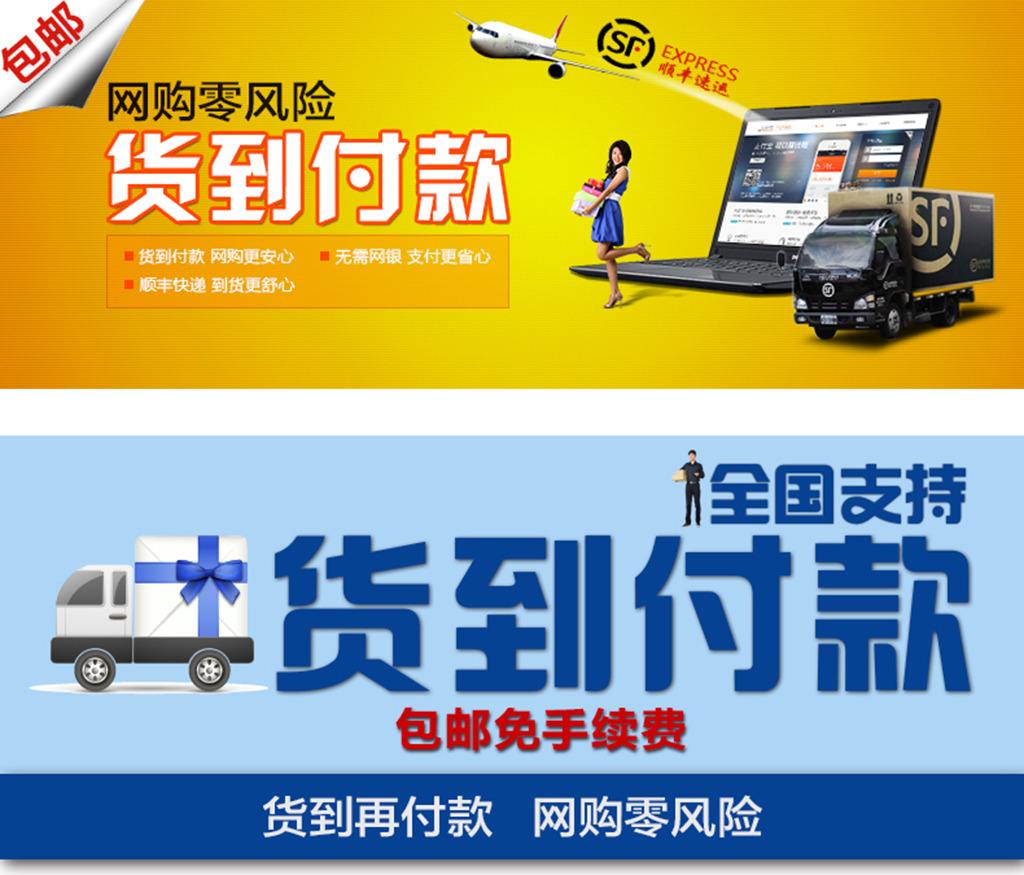 包邮
SF EXPRESS
顺丰速运
网购零风险
货到付款
货到付款 网购更安心
无需网银 支付更省心
顺丰快递 到货更舒心
SF
全国支持
货到付款
包邮免手续费
货到再付款 网购零风险